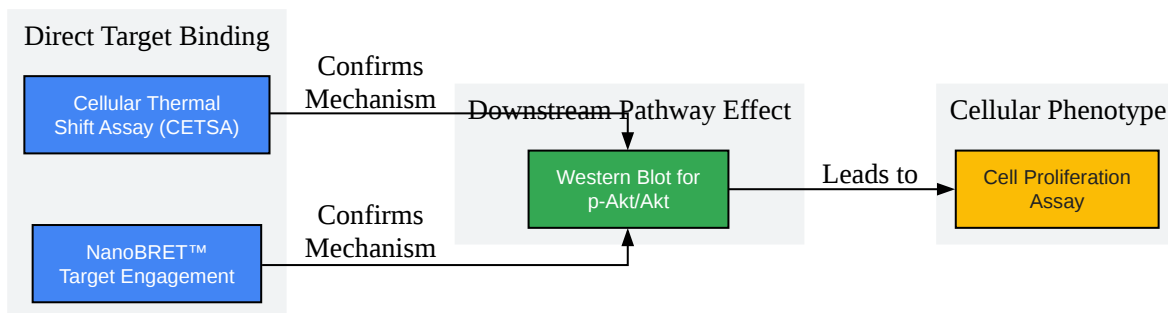 Direct Target Binding
Cellular Thermal
Shift Assay (CETSA)
NanoBRET™
Target Engagement
Confirms
Mechanism
Confirms
Mechanism
Downstream Pathway Effect
Western Blot for
p-Akt/Akt
Leads to
Cellular Phenotype
Cell Proliferation
Assay